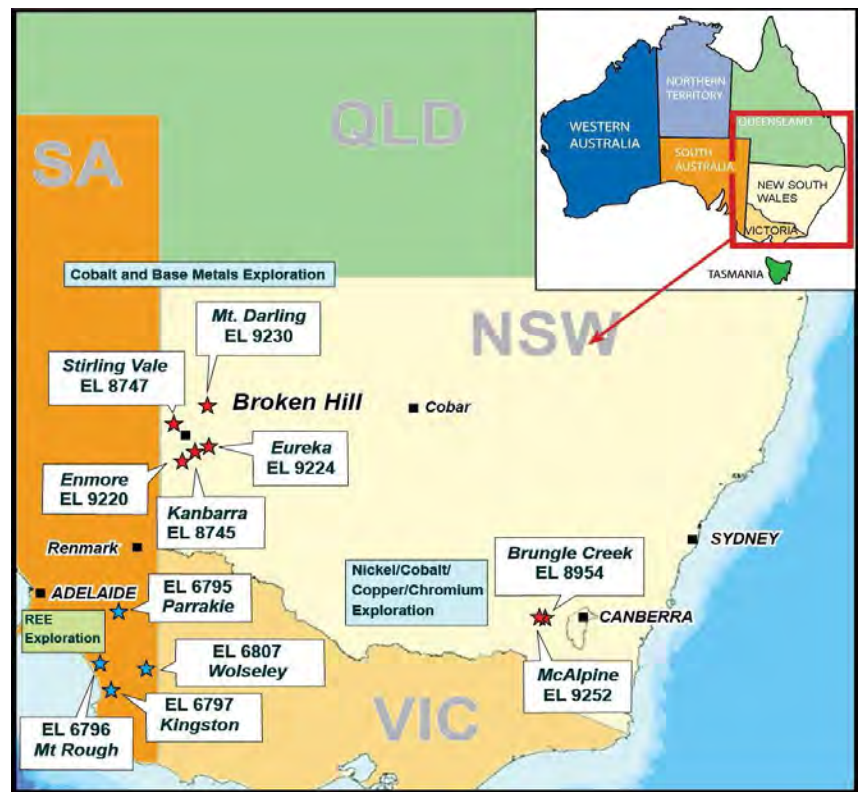 QLD
SA
NSW
VIC
WESTERN
AUSTRALIA
NORTHERN
TERRITORY
QUEENSLAND
SOUTH
AUSTRALIA
NEW SOUTH
WALES
VICTORIA
TASMANIA
Cobalt and Base Metals Exploration
Mt. Darling
EL 9230
Stirling Vale
EL 8747
Broken Hill
Cobar
Eureka
EL 9224
Enmore
EL 9220
Kanbarra
EL 8745
Renmark
SYDNEY
Brungle Creek
EL 8954
Nickel/Cobalt/
Copper/Chromium
Exploration
ADELAIDE
EL 6795
Parrakie
REE
Exploration
CANBERRA
EL 6807
Wolseley
McAlpine
EL 9252
EL 6797
Kingston
EL 6796
Mt Rough